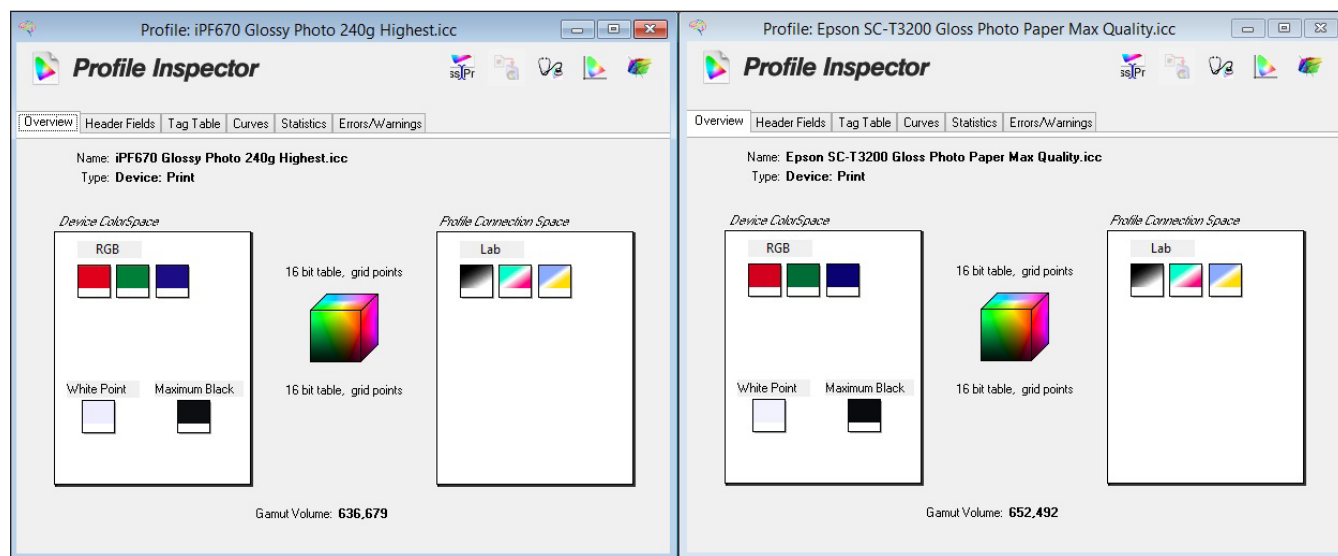 Profile: iPF670 Glossy Photo 240g Highest.icc
Profile Inspector
Overview Header Fields Tag Table Curves Statistics Errors/Warnings
Name: iPF670 Glossy Photo 240g Highest.icc
Type: Device: Print
Device ColorSpace
Profile Connection Space
RGB
Lab
16 bit table, grid points
White Point
Maximum Black
16 bit table, grid points
Gamut Volume: 636,679
Profile: Epson SC-T3200 Gloss Photo Paper Max Quality.icc
Profile Inspector
Overview Header Fields Tag Table Curves Statistics Errors/Warnings
Name: Epson SC-T3200 Gloss Photo Paper Max Quality.icc
Type: Device: Print
Device ColorSpace
Profile Connection Space
RGB
Lab
16 bit table, grid points
White Point
Maximum Black
16 bit table, grid points
Gamut Volume: 652,492